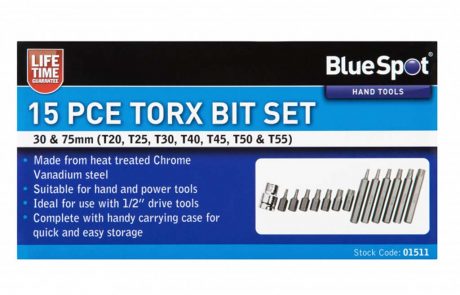 LIFE
TIME
GUARANTEE
BlueSpot
HAND TOOLS
15 PCE TORX BIT SET
30 & 75mm (T20, T25, T30, T40, T45, T50 & T55)
• Made from heat treated Chrome
Vanadium steel
• Suitable for hand and power tools
• Ideal for use with 1/2” drive tools
• Complete with handy carrying case for
quick and easy storage
Stock Code: 01511